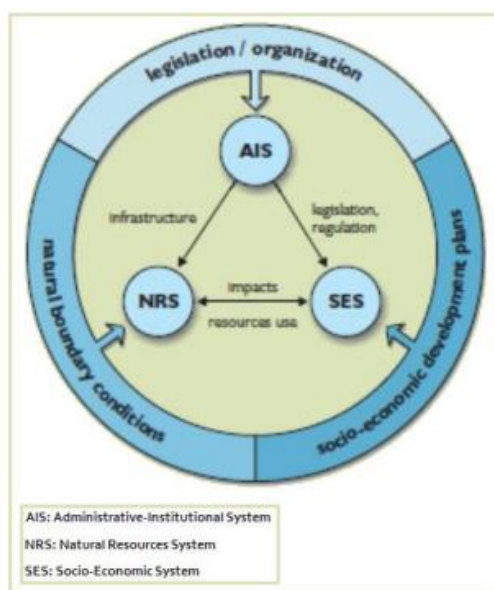 legislation / organization
AIS
infrastructure
legislation,
regulation
NRS
impacts
resources use
SES
natural boundary conditions
socio-economic development plans
AIS: Administrative-Institutional System
NRS: Natural Resources System
SES: Socio-Economic System